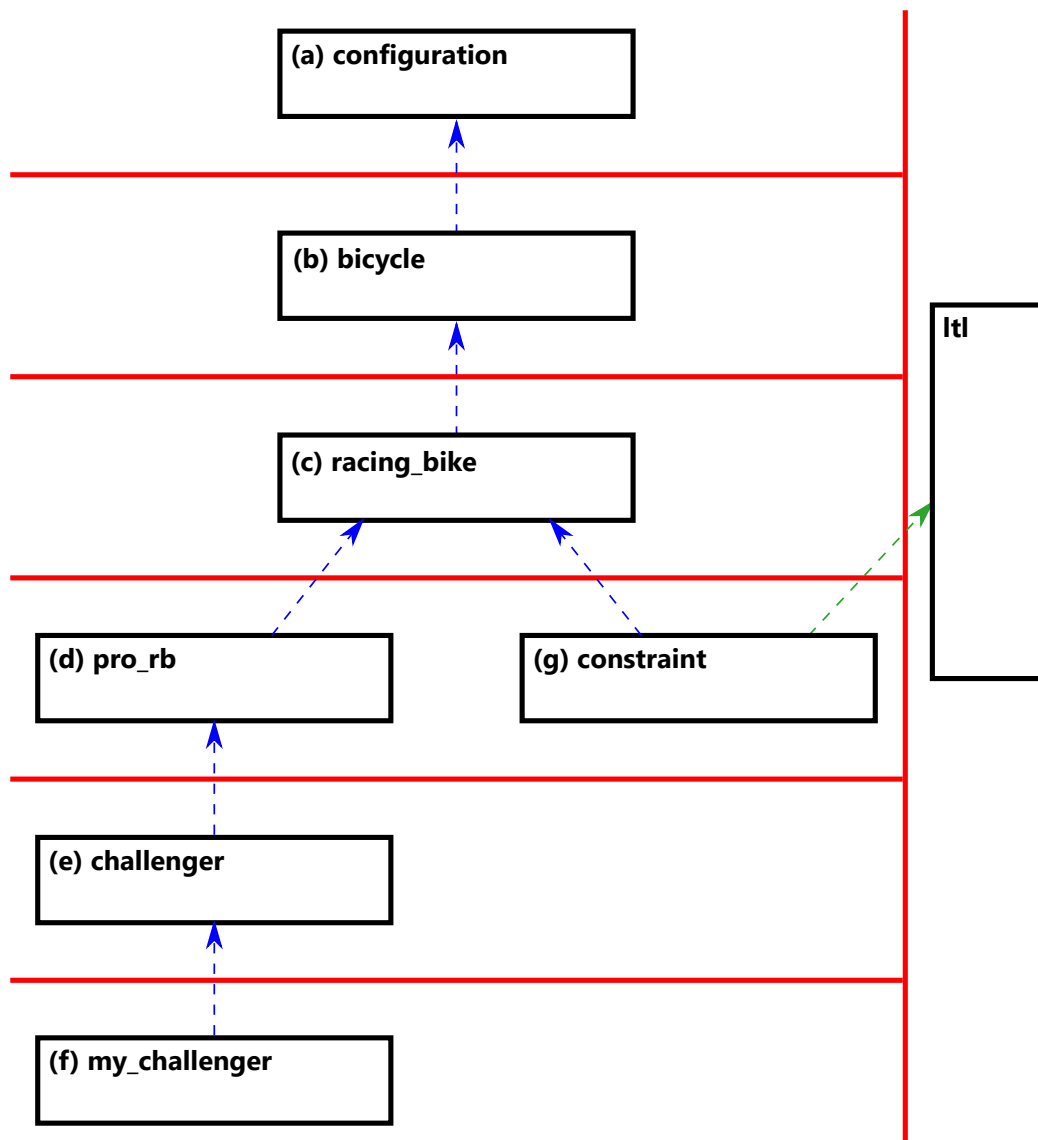 (a) configuration
(b) bicycle
ltl
(c) racing_bike
(d) pro_rb
(g) constraint
(e) challenger
(f) my_challenger